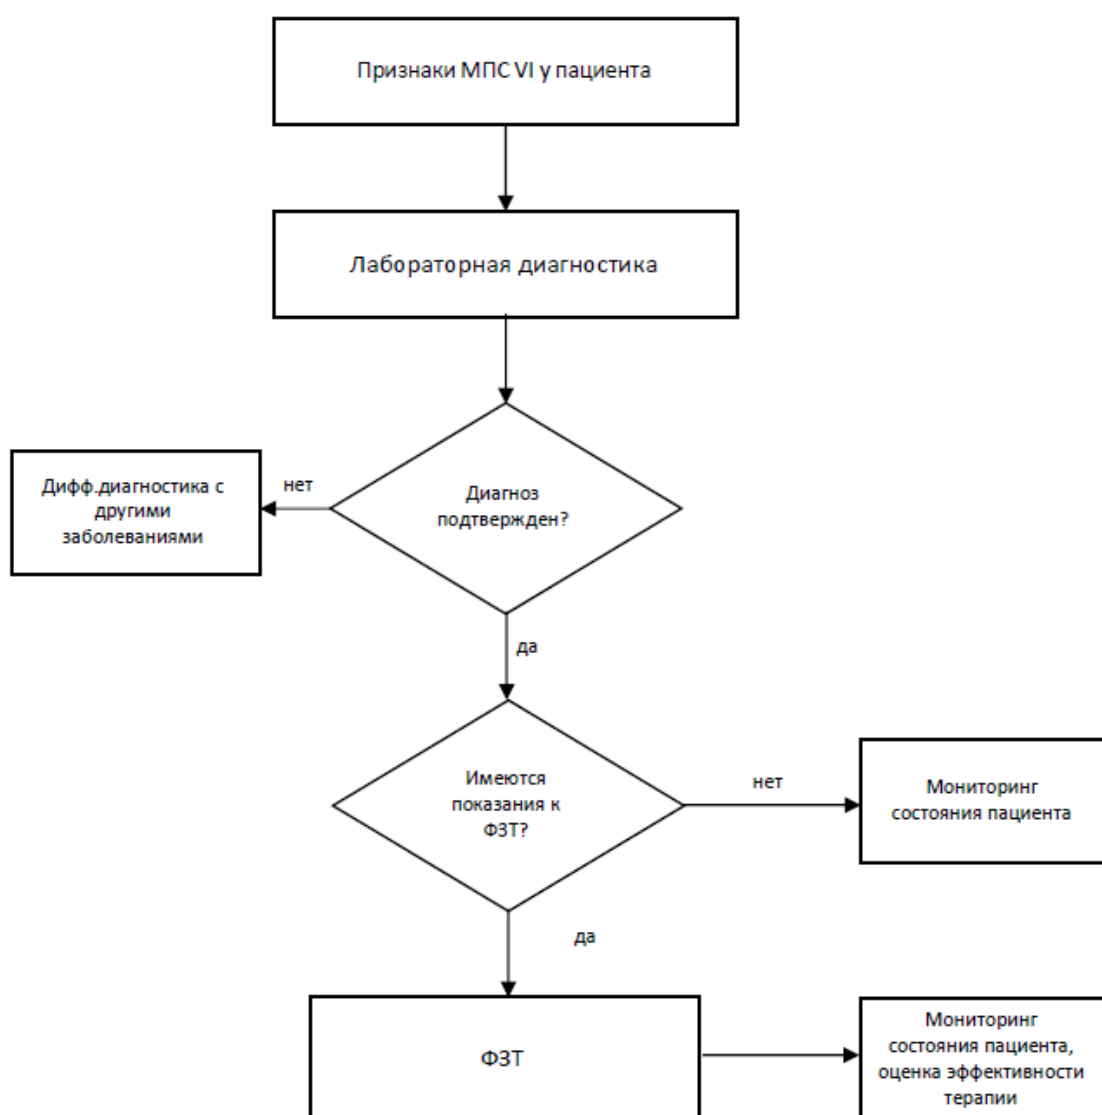 Признаки МПС VI у пациента
Лабораторная диагностика
Диагноз
подтвержден?
нет
Дифф.диагностика с
другими
заболеваниями
да
Имеются
показания к
ФЗТ?
нет
Мониторинг
состояния пациента
да
ФЗТ
Мониторинг
состояния пациента,
оценка эффективности
терапии